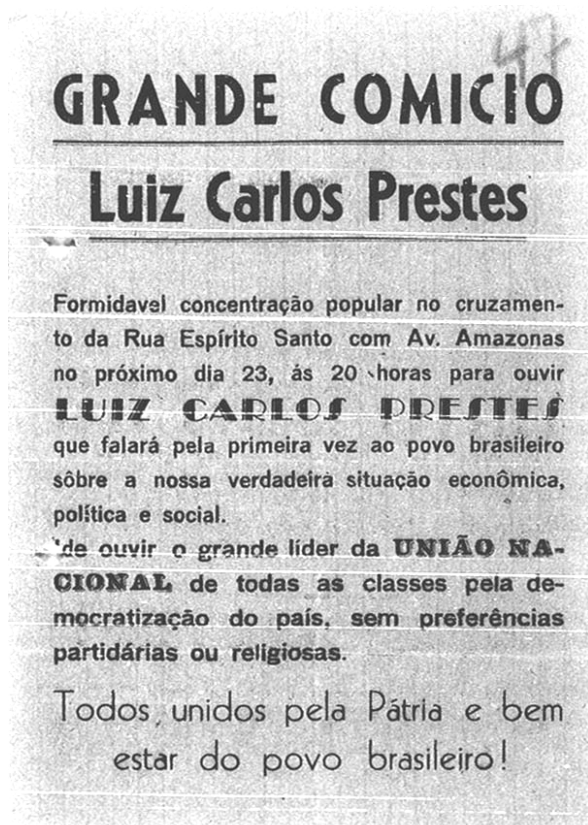 47
GRANDE COMICIO
Luiz Carlos Prestes
Formidavel concentração popular no cruzamen-
to da Rua Espírito Santo com Av. Amazonas
no próximo dia 23, ás 20 horas para ouvir
LUIZ CARLOS PRESTES
que falará pela primeira vez ao povo brasileiro
sôbre a nossa verdadeira situação econômica,
política e social.
'de ouvir o grande líder da UNIÃO NA-
CIONAL de todas as classes pela de-
mocratização do país, sem preferências
partidárias ou religiosas.
Todos, unidos pela Pátria e bem
estar do povo brasileiro!